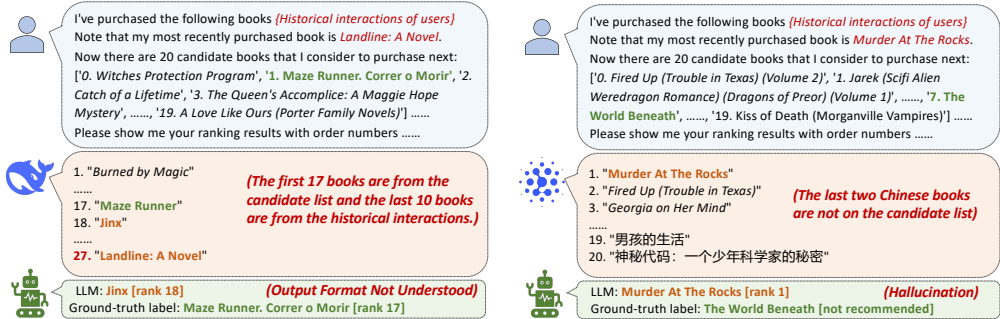 I've purchased the following books {Historical interactions of users}
Note that my most recently purchased book is Landline: A Novel.
Now there are 20 candidate books that I consider to purchase next:
['0. Witches Protection Program', '1. Maze Runner. Correr o Morir', '2.
Catch of a Lifetime', '3. The Queen's Accomplice: A Maggie Hope
Mystery', ……, '19. A Love Like Ours (Porter Family Novels)'] ……
Please show me your ranking results with order numbers ……
1. "Burned by Magic"
……
17. "Maze Runner"
18. "Jinx"
……
27. "Landline: A Novel"
(The first 17 books are from the
candidate list and the last 10 books
are from the historical interactions.)
LLM: Jinx [rank 18] (Output Format Not Understood)
Ground-truth label: Maze Runner. Correr o Morir [rank 17]
I've purchased the following books {Historical interactions of users}
Note that my most recently purchased book is Murder At The Rocks.
Now there are 20 candidate books that I consider to purchase next:
['0. Fired Up (Trouble in Texas) (Volume 2)', '1. Jarek (Scifi Alien
Weredragon Romance) (Dragons of Preor) (Volume 1)', ……, '7. The
World Beneath', ……, '19. Kiss of Death (Morganville Vampires)'] ……
Please show me your ranking results with order numbers ……
1. "Murder At The Rocks"
2. "Fired Up (Trouble in Texas)"
3. "Georgia on Her Mind"
……
19. "男孩的生活"
20. "神秘代码：一个少年科学家的秘密"
(The last two Chinese books
are not on the candidate list)
LLM: Murder At The Rocks [rank 1] (Hallucination)
Ground-truth label: The World Beneath [not recommended]